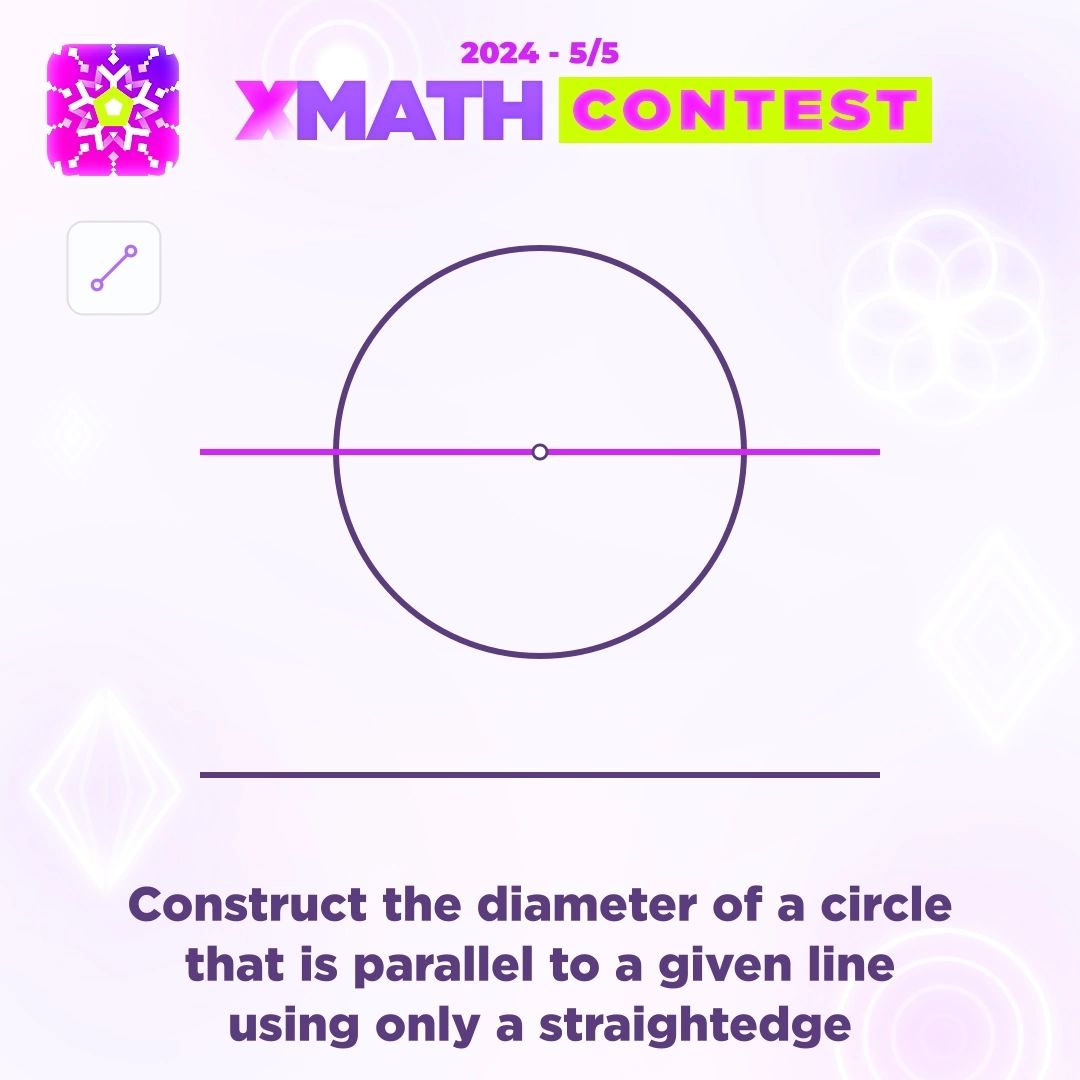 2024 - 5/5
XMATH CONTEST
Construct the diameter of a circle
that is parallel to a given line
using only a straightedge